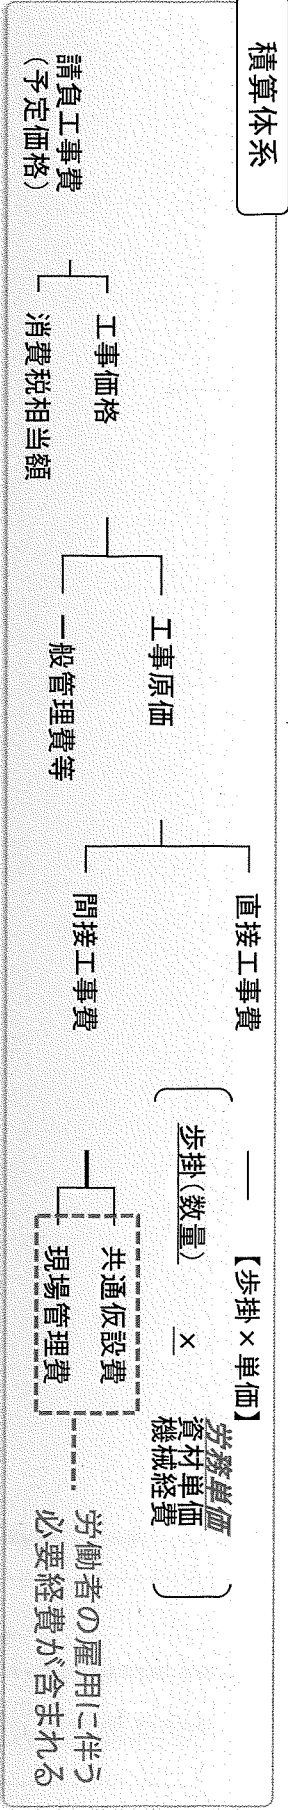 積算体系
請負工事費
（予定価格）
工事価格
消費税相当額
工事原価
一般管理費等
直接工事費
間接工事費
【歩掛×単価】
歩掛（数量）
×
労務単価
資材単価
機械経費
共通仮設費
現場管理費
労働者の雇用に伴う
必要経費が含まれる